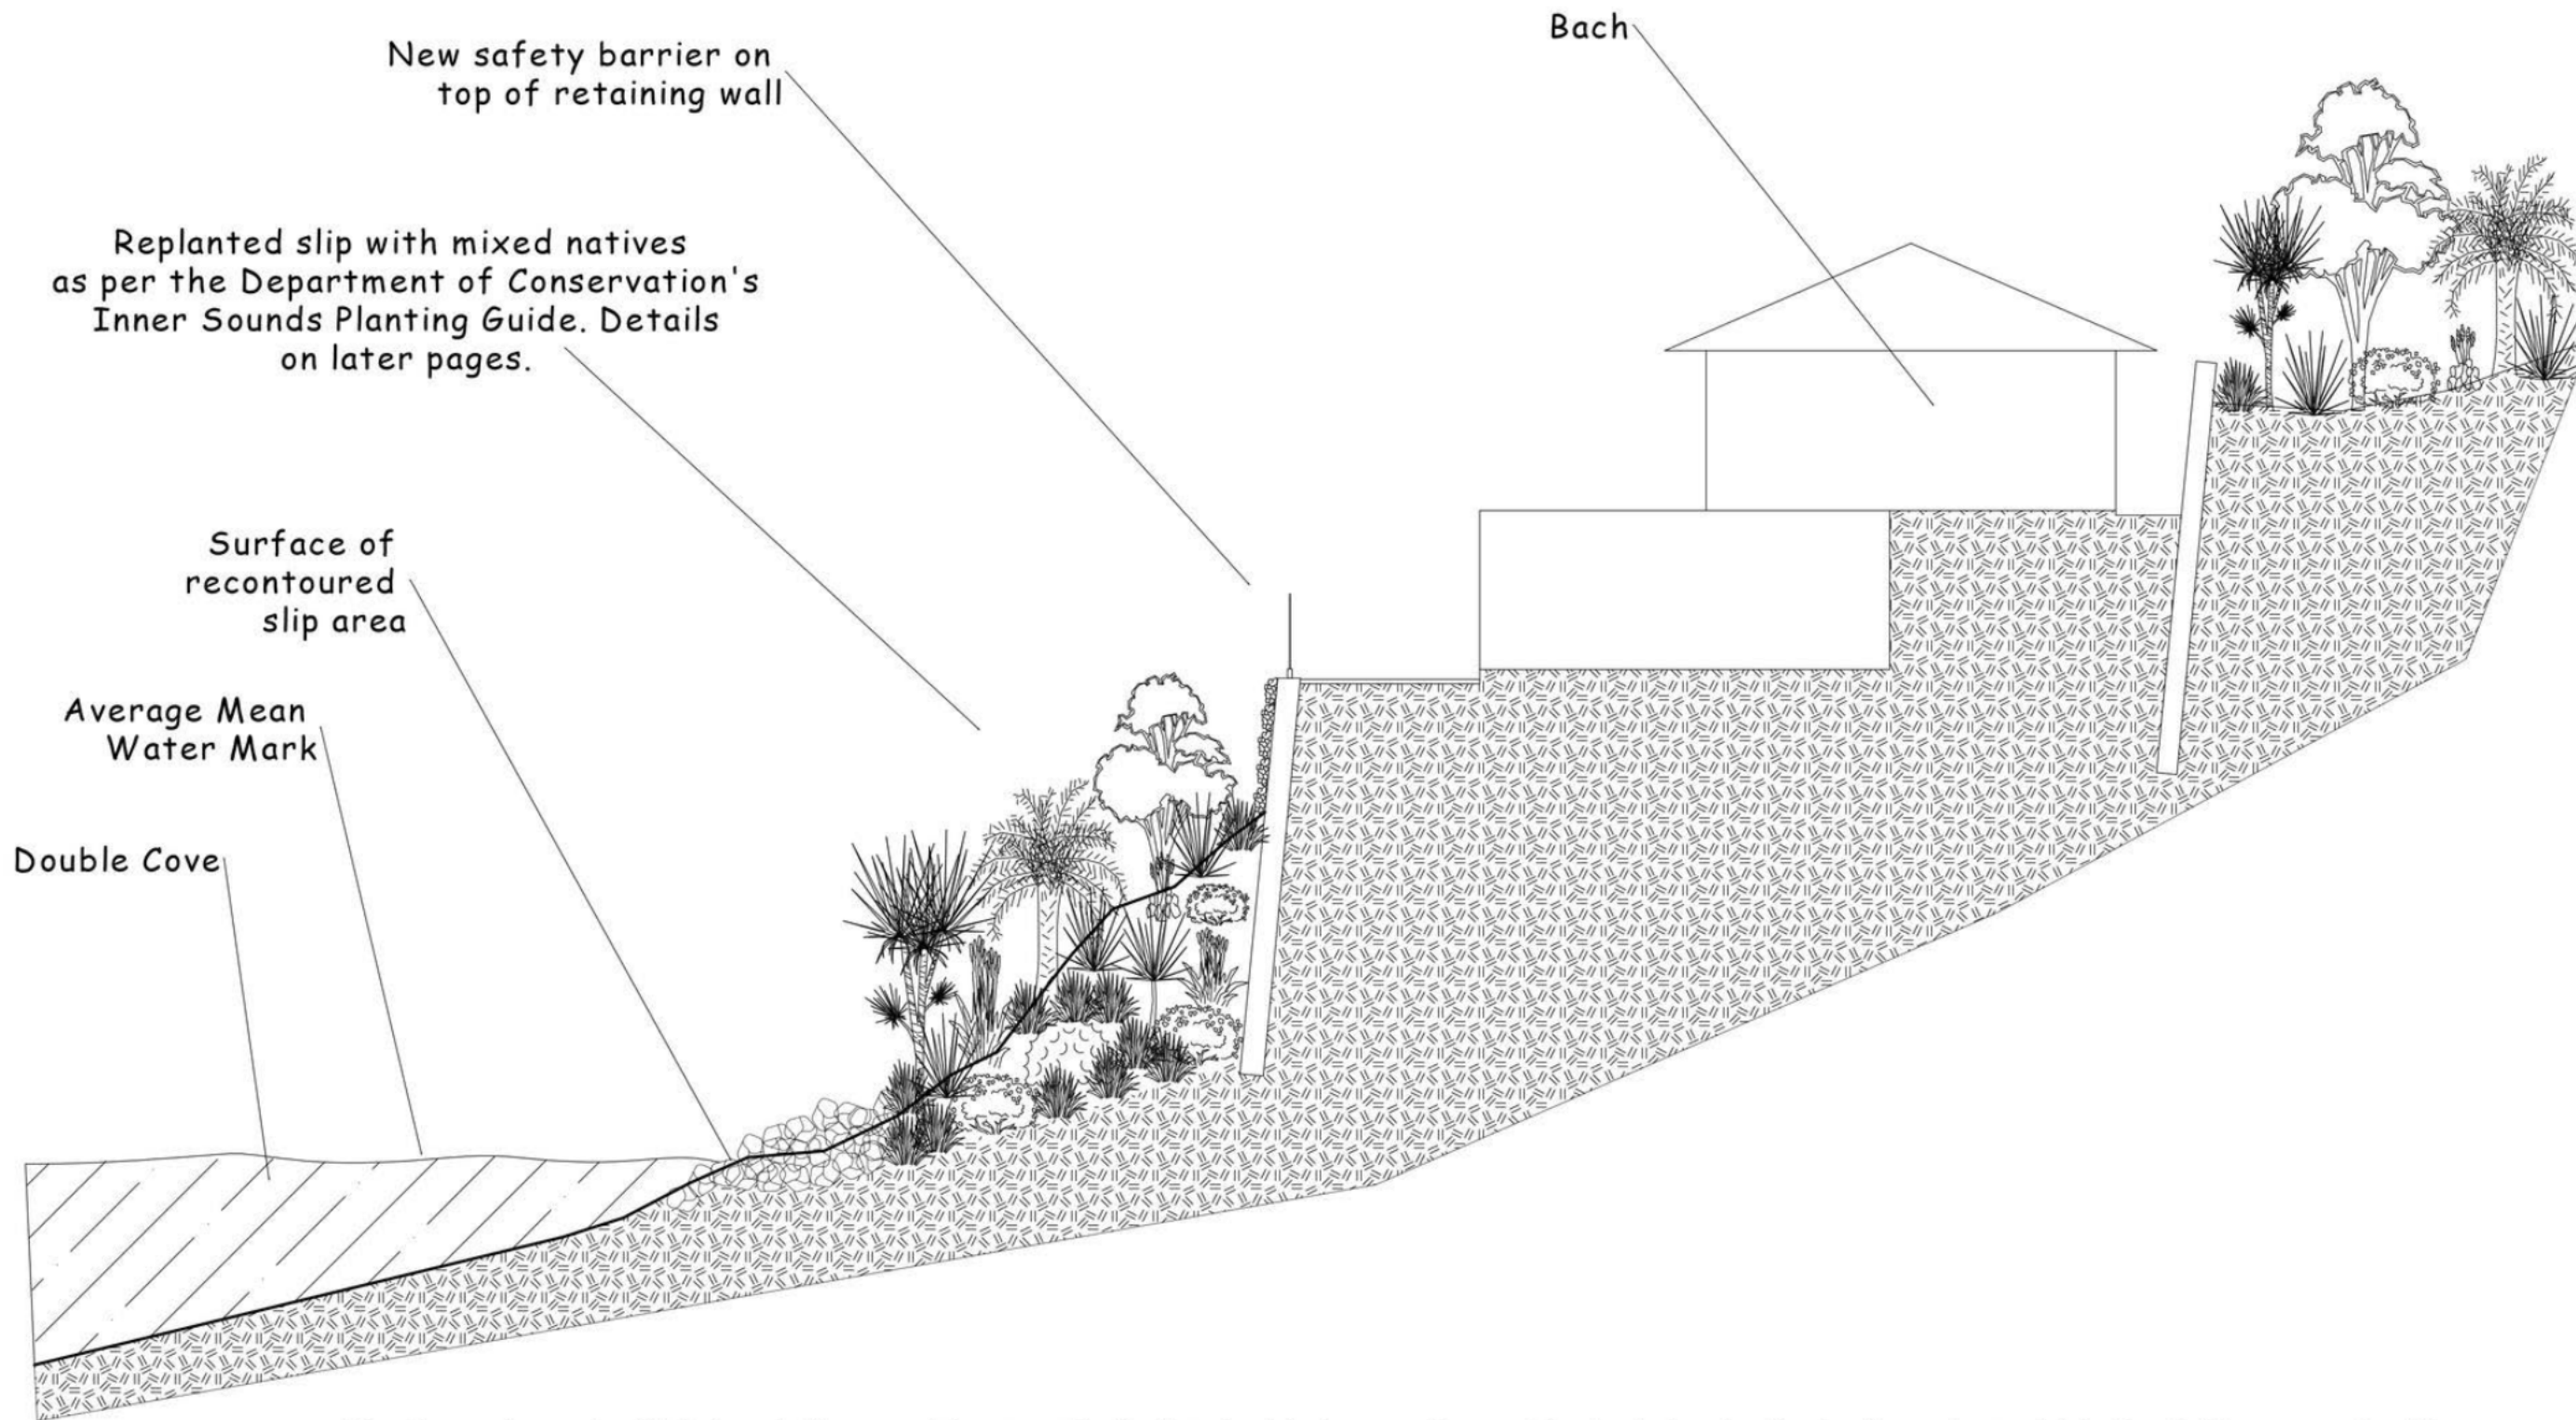 Bach
New safety barrier on
top of retaining wall
Replanted slip with mixed natives
as per the Department of Conservation's
Inner Sounds Planting Guide. Details
on later pages.
Surface of
recontoured
slip area
Average Mean
Water Mark
Double Cove